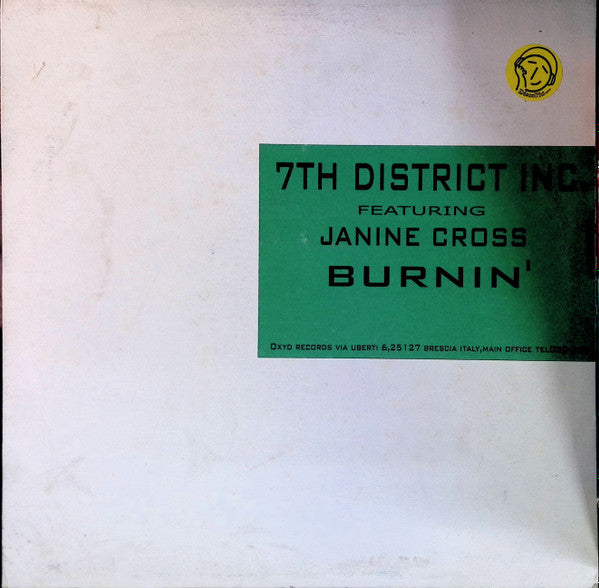 7TH DISTRICT INC.
FEATURING
JANINE CROSS
BURNIN'
OXYD RECORDS VIA UBERTI 6,25127 BRESCIA ITALY,MAIN OFFICE